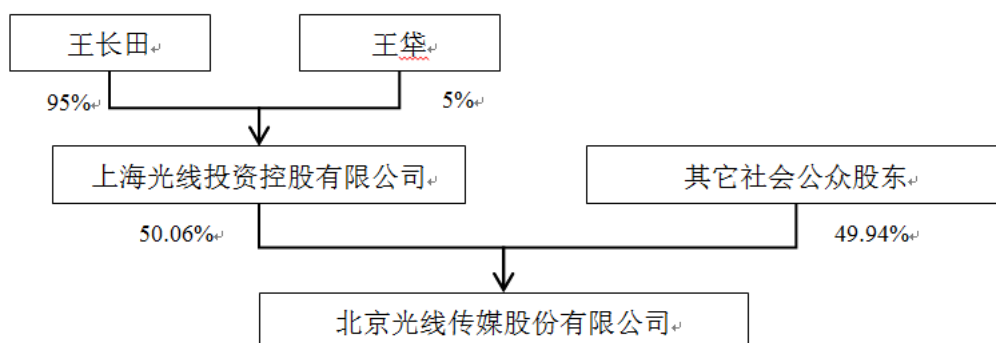 王长田
王牮
95%
5%
上海光线投资控股有限公司
其它社会公众股东
50.06%
49.94%
北京光线传媒股份有限公司